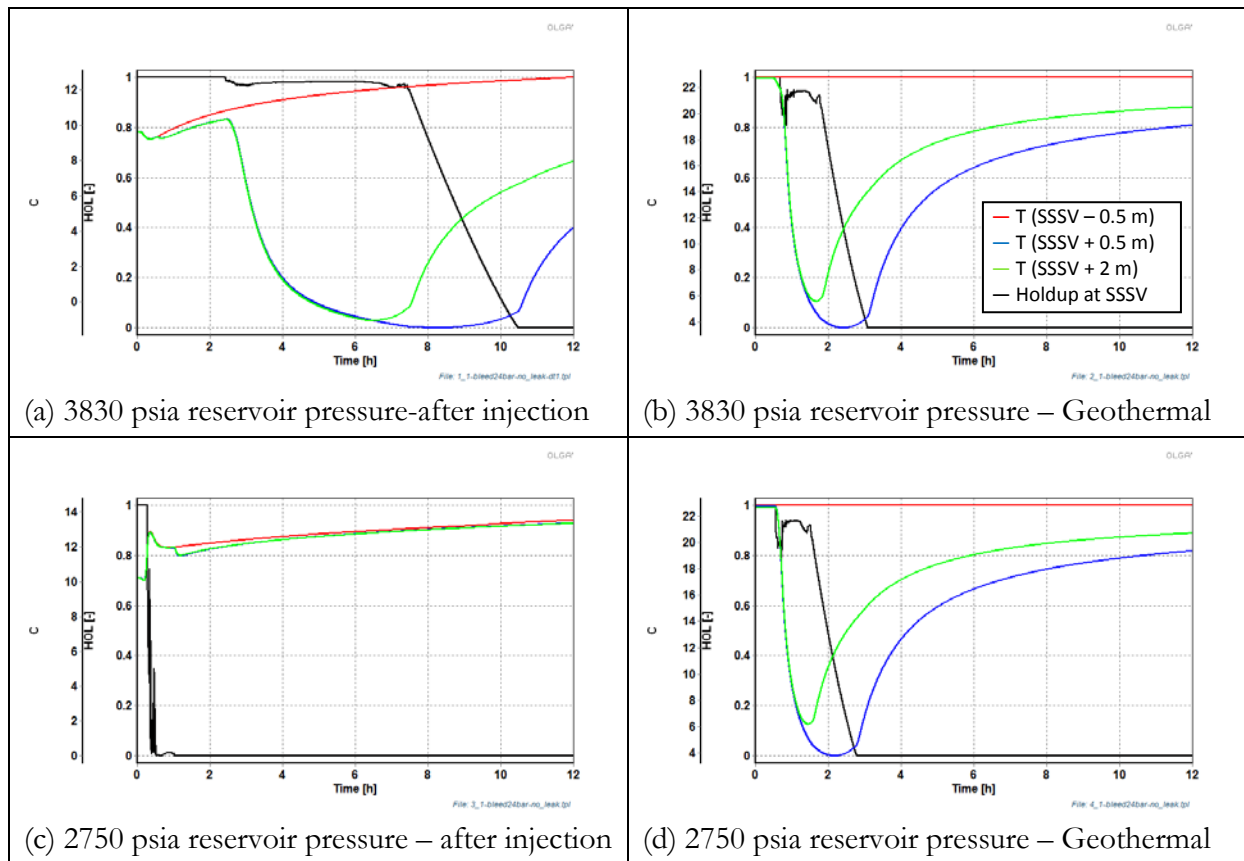 OLGA®
1
12
0.8
10
8
0.6
6
0.4
4
2
0.2
0
0
C
HOL [-]
0 2 4 6 8 10 12
Time [h]
File: 1_1-bleed24bar-no_leak-dt1.tpl
(a) 3830 psia reservoir pressure-after injection
OLGA®
1
22
20
0.8
18
16
0.6
14
12
0.4
10
8
0.2
6
4
0
C
HOL [-]
T (SSSV – 0.5 m)
T (SSSV + 0.5 m)
T (SSSV + 2 m)
Holdup at SSSV
0 2 4 6 8 10 12
Time [h]
File: 2_1-bleed24bar-no_leak.tpl
(b) 3830 psia reservoir pressure – Geothermal
OLGA®
1
14
12
0.8
10
0.6
8
6
0.4
4
0.2
2
0
0
C
HOL [-]
0 2 4 6 8 10 12
Time [h]
File: 3_1-bleed24bar-no_leak.tpl
(c) 2750 psia reservoir pressure – after injection
OLGA®
1
22
20
0.8
18
16
0.6
14
12
0.4
10
8
0.2
6
4
0
C
HOL [-]
0 2 4 6 8 10 12
Time [h]
File: 4_1-bleed24bar-no_leak.tpl
(d) 2750 psia reservoir pressure – Geothermal